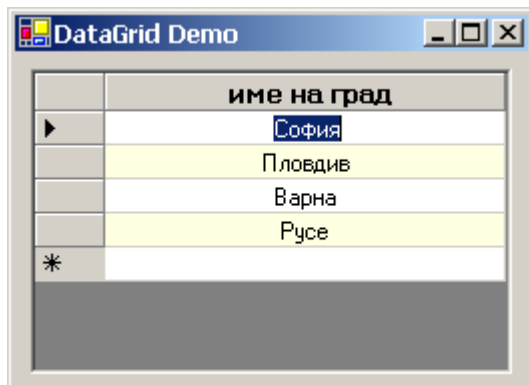 DataGrid Demo
име на град
София
Пловдив
Варна
Русе